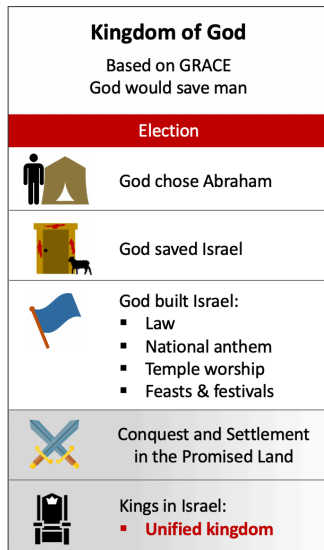 Kingdom of God
Based on GRACE
God would save man
Election
God chose Abraham
God saved Israel
God built Israel:
▪ Law
▪ National anthem
▪ Temple worship
▪ Feasts & festivals
Conquest and Settlement
in the Promised Land
Kings in Israel:
▪ Unified kingdom